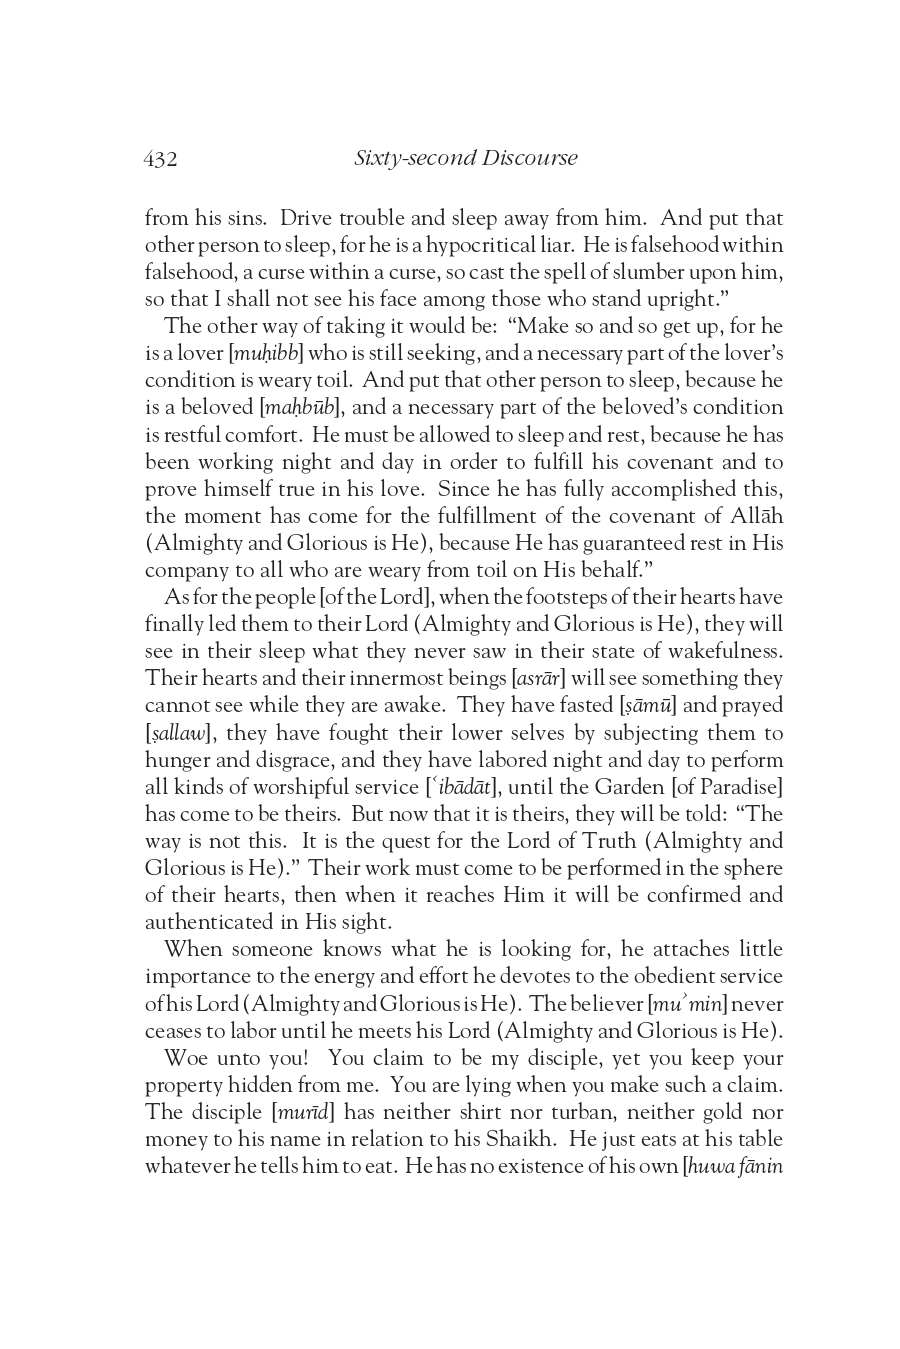 432 Sixty-second Discourse
from his sins. Drive trouble and sleep away from him. And put that
other person to sleep, for he is a hypocritical liar. He is falsehood within
falsehood, a curse within a curse, so cast the spell of slumber upon him,
so that I shall not see his face among those who stand upright.”
The other way of taking it would be: “Make so and so get up, for he
is a lover [muḥibb] who is still seeking, and a necessary part of the lover’s
condition is weary toil. And put that other person to sleep, because he
is a beloved [maḥbūb], and a necessary part of the beloved’s condition
is restful comfort. He must be allowed to sleep and rest, because he has
been working night and day in order to fulfill his covenant and to
prove himself true in his love. Since he has fully accomplished this,
the moment has come for the fulfillment of the covenant of Allāh
(Almighty and Glorious is He), because He has guaranteed rest in His
company to all who are weary from toil on His behalf.”
As for the people [of the Lord], when the footsteps of their hearts have
finally led them to their Lord (Almighty and Glorious is He), they will
see in their sleep what they never saw in their state of wakefulness.
Their hearts and their innermost beings [asrār] will see something they
cannot see while they are awake. They have fasted [ṣāmū] and prayed
[ṣallaw], they have fought their lower selves by subjecting them to
hunger and disgrace, and they have labored night and day to perform
all kinds of worshipful service [ʿibādāt], until the Garden [of Paradise]
has come to be theirs. But now that it is theirs, they will be told: “The
way is not this. It is the quest for the Lord of Truth (Almighty and
Glorious is He).” Their work must come to be performed in the sphere
of their hearts, then when it reaches Him it will be confirmed and
authenticated in His sight.
When someone knows what he is looking for, he attaches little
importance to the energy and effort he devotes to the obedient service
of his Lord (Almighty and Glorious is He). The believer [muʾmin] never
ceases to labor until he meets his Lord (Almighty and Glorious is He).
Woe unto you! You claim to be my disciple, yet you keep your
property hidden from me. You are lying when you make such a claim.
The disciple [murīd] has neither shirt nor turban, neither gold nor
money to his name in relation to his Shaikh. He just eats at his table
whatever he tells him to eat. He has no existence of his own [huwa fānin